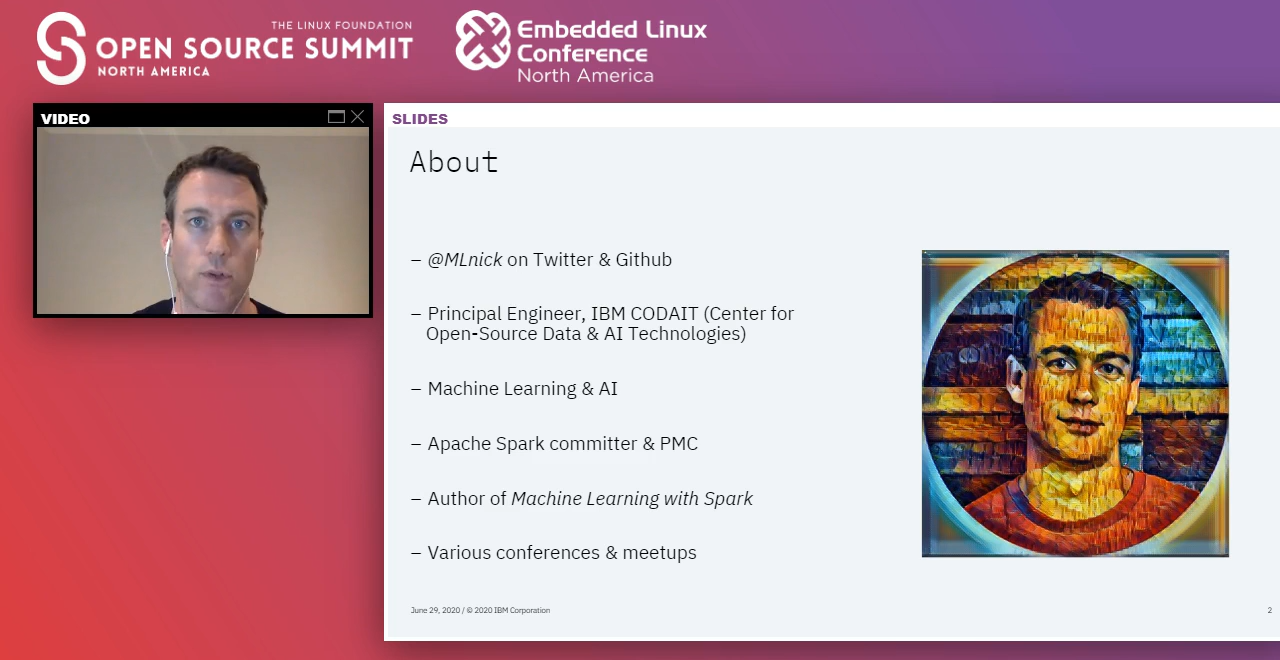 THE LINUX FOUNDATION
OPEN SOURCE SUMMIT
NORTH AMERICA
Embedded Linux
Conference
North America
VIDEO
SLIDES
About
– @MLnick on Twitter & Github
– Principal Engineer, IBM CODAIT (Center for
Open-Source Data & AI Technologies)
– Machine Learning & AI
– Apache Spark committer & PMC
– Author of Machine Learning with Spark
– Various conferences & meetups
June 29, 2020 / © 2020 IBM Corporation
2